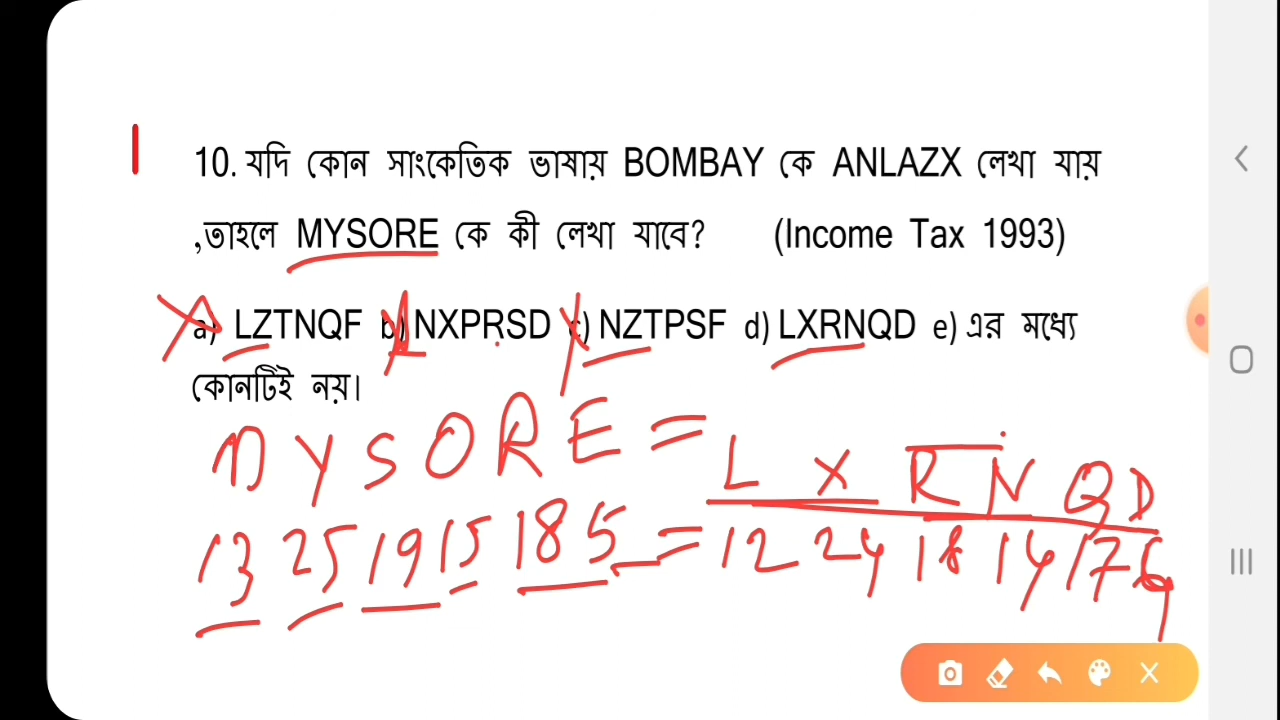 10. যদি কোন সাংকেতিক ভাষায় BOMBAY কে ANLAZX লেখা যায়
,তাহলে MYSORE কে কী লেখা যাবে? (Income Tax 1993)
a) LZTNQF b) NXPRSD c) NZTPSF d) LXRNQD e) এর মধ্যে
কোনটিই নয়।
MYSORE = LXRNQD
13 25 19 15 18 5 = 12 24 18 14 17 4